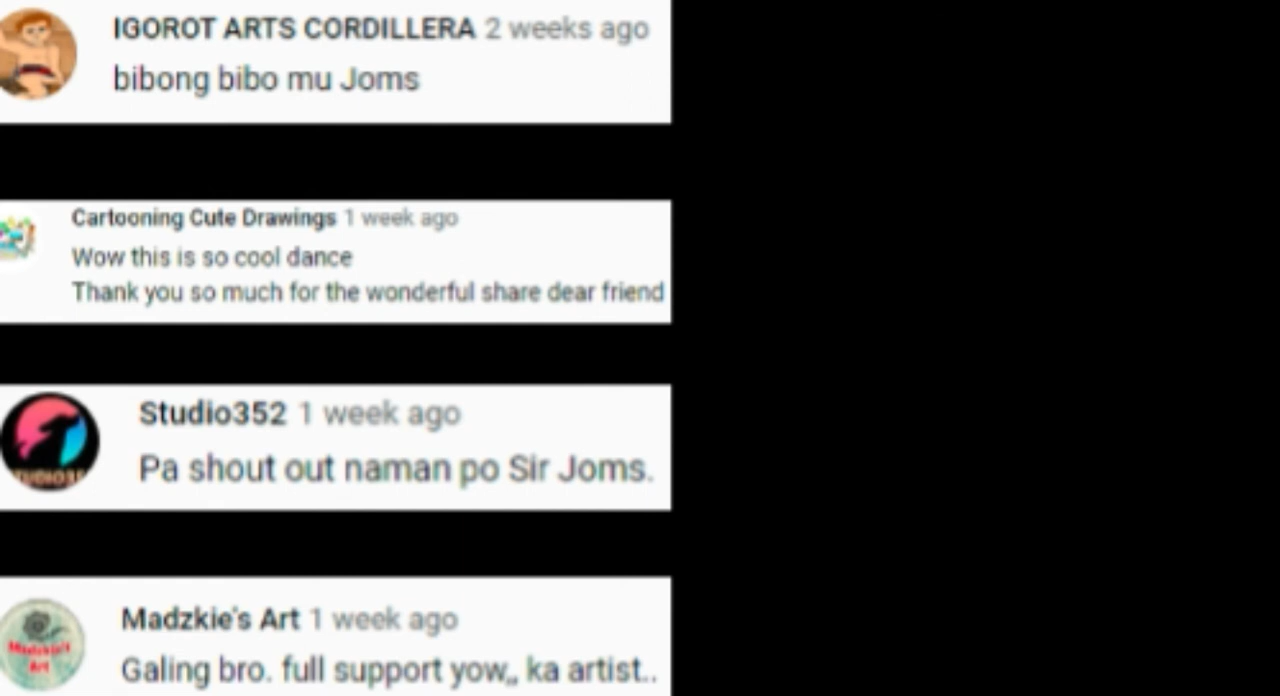 IGOROT ARTS CORDILLERA 2 weeks ago
bibong bibo mu Joms
Cartooning Cute Drawings 1 week ago
Wow this is so cool dance
Thank you so much for the wonderful share dear friend
Studio352 1 week ago
Pa shout out naman po Sir Joms.
Madzkie's Art 1 week ago
Madzkie's
Art
Galing bro. full support yow,, ka artist..